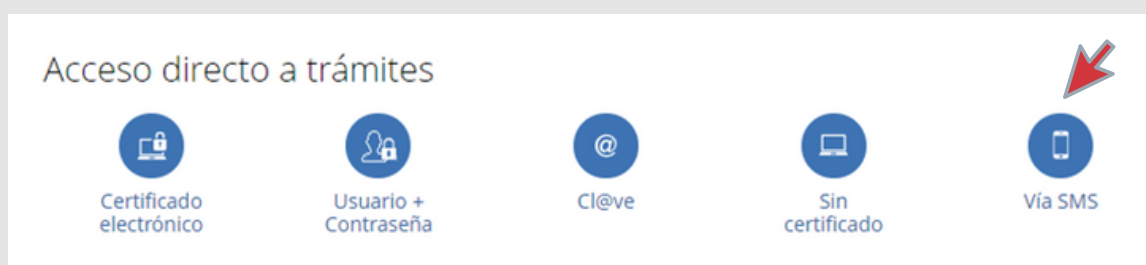 Acceso directo a trámites
@
Certificado
electrónico
Usuario +
Contraseña
Cl@ve
Sin
certificado
Vía SMS